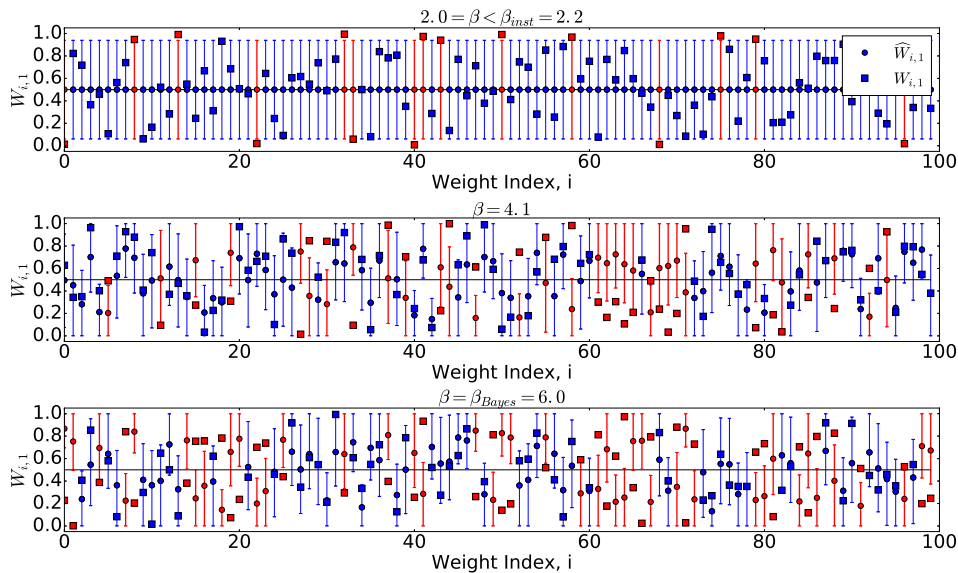 2.0 = β < β_inst = 2.2
W_{i,1}
1.0
0.8
0.6
0.4
0.2
0.0
Ŵ_{i,1}
W_{i,1}
0 20 40 60 80 100
Weight Index, i
β = 4.1
W_{i,1}
1.0
0.8
0.6
0.4
0.2
0.0
0 20 40 60 80 100
Weight Index, i
β = β_Bayes = 6.0
W_{i,1}
1.0
0.8
0.6
0.4
0.2
0.0
0 20 40 60 80 100
Weight Index, i